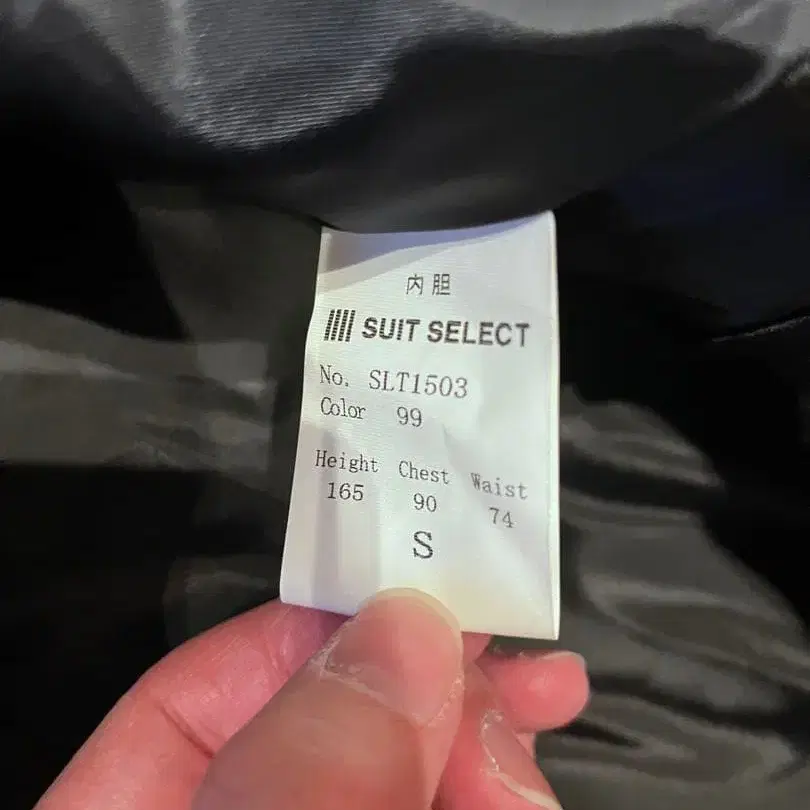 内胆
SUIT SELECT
No. SLT1503
Color 99
Height Chest Waist
165 90 74
S